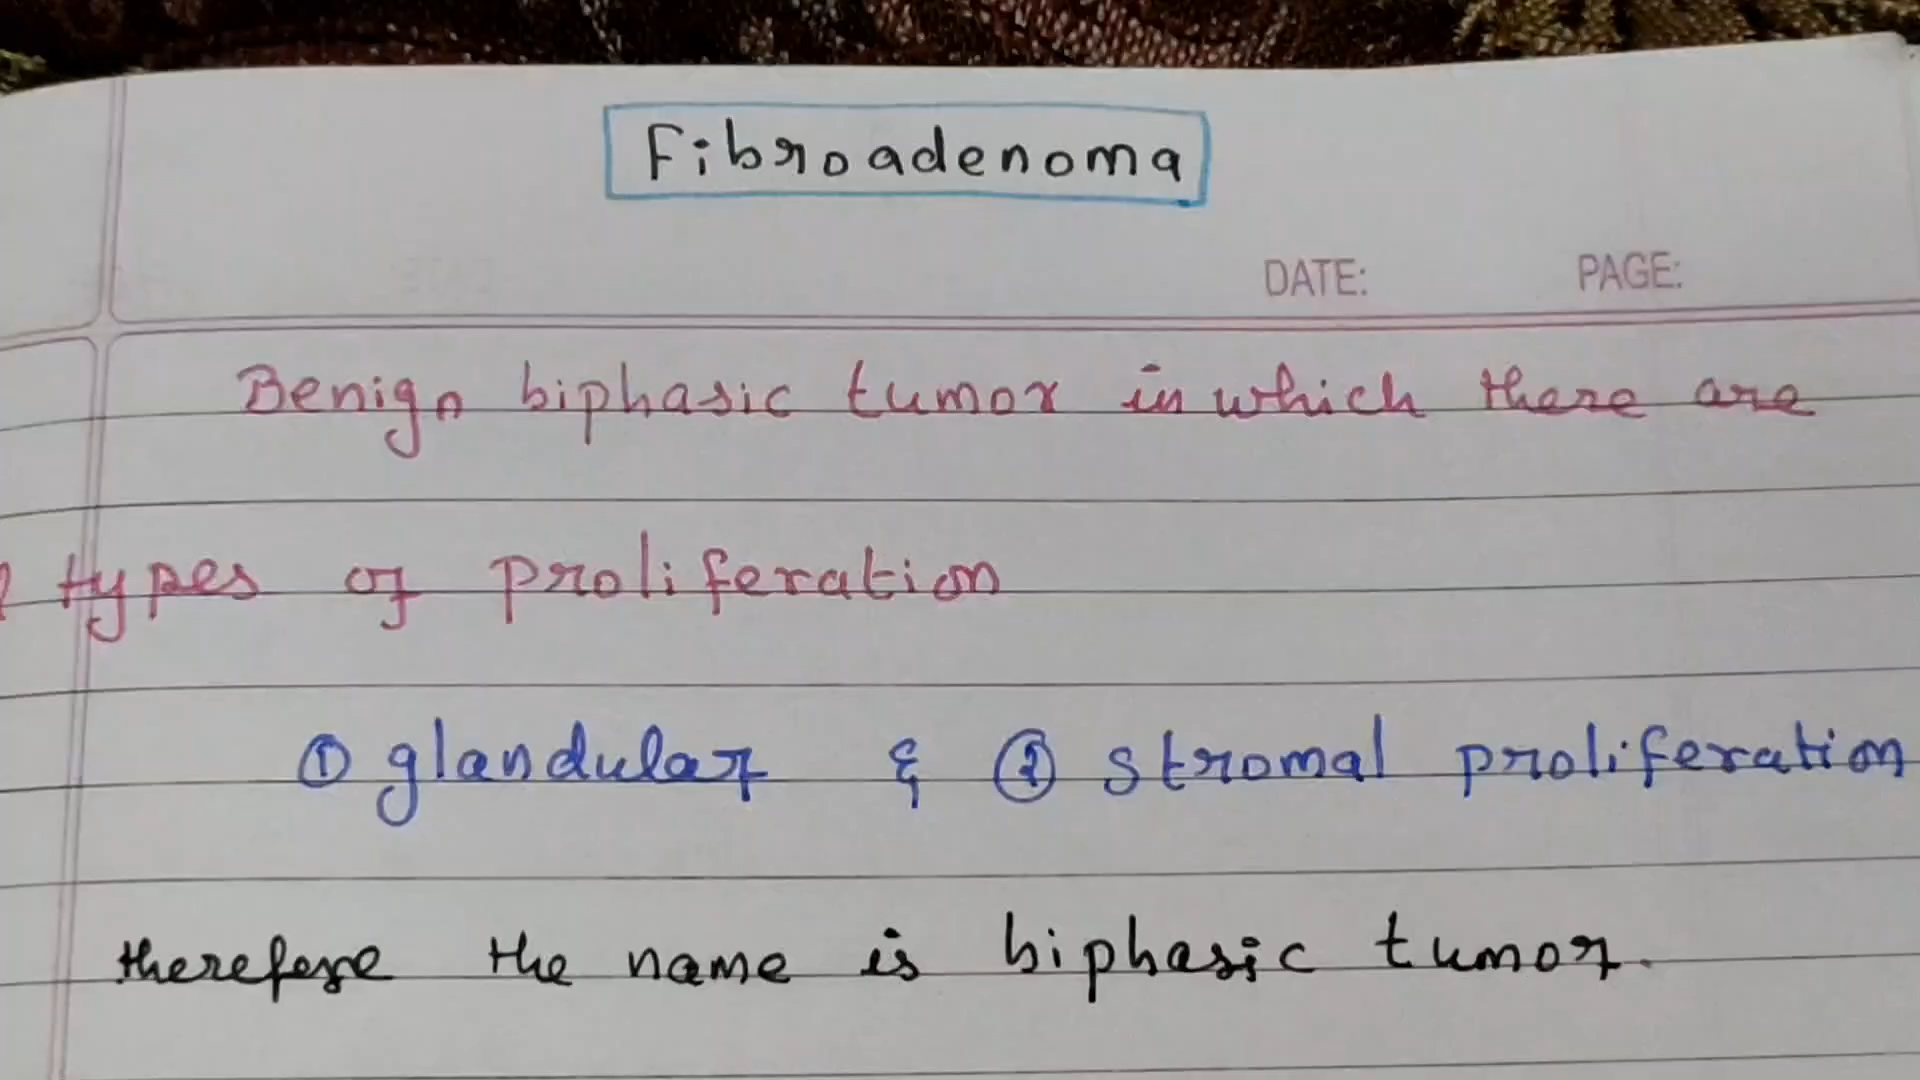 Fibroadenoma
DATE: PAGE:
Benign biphasic tumor in which there are
types of proliferation
① glandular & ② stromal proliferation
therefore the name is biphasic tumor.